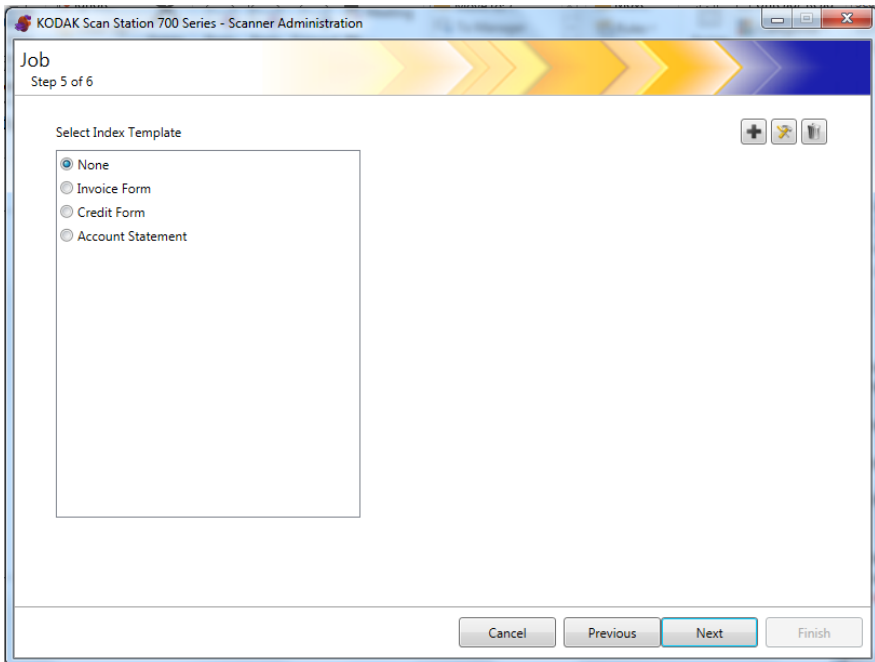 KODAK Scan Station 700 Series - Scanner Administration
Job
Step 5 of 6
Select Index Template
None
Invoice Form
Credit Form
Account Statement
Cancel Previous Next Finish